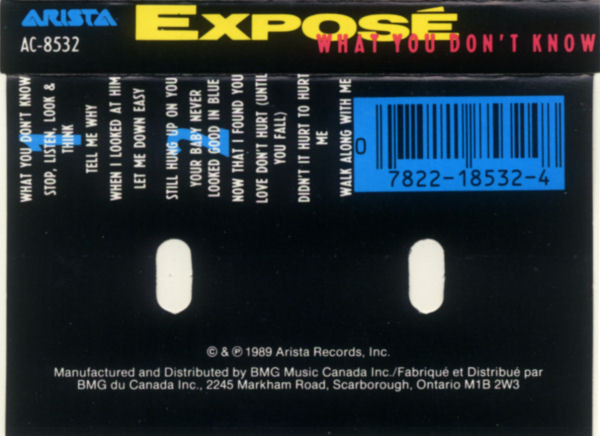 ARISTA
AC-8532
EXPOSÉ
WHAT YOU DON'T KNOW
1
WHAT YOU DON'T KNOW
STOP, LISTEN, LOOK &
THINK
TELL ME WHY
WHEN I LOOKED AT HIM
LET ME DOWN EASY
2
STILL HUNG UP ON YOU
YOUR BABY NEVER
LOOKED GOOD IN BLUE
NOW THAT I FOUND YOU
LOVE DON'T HURT (UNTIL
YOU FALL)
DIDN'T IT HURT TO HURT
ME
WALK ALONG WITH ME
0
7822-18532-4
© & ℗ 1989 Arista Records, Inc.
Manufactured and Distributed by BMG Music Canada Inc./Fabriqué et Distribué par
BMG du Canada Inc., 2245 Markham Road, Scarborough, Ontario M1B 2W3